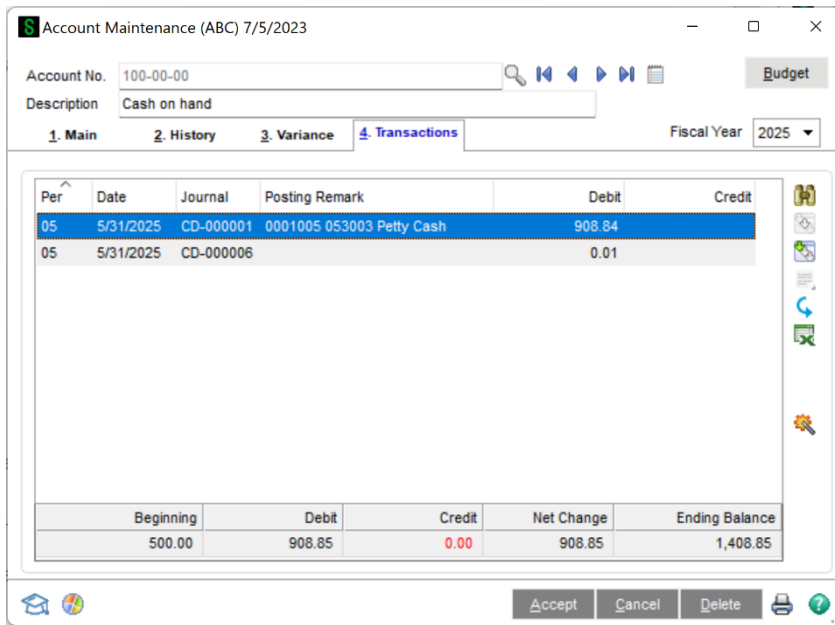 Account Maintenance (ABC) 7/5/2023
Account No. 100-00-00 Budget
Description Cash on hand
1. Main 2. History 3. Variance 4. Transactions Fiscal Year 2025
Per Date Journal Posting Remark Debit Credit
05 5/31/2025 CD-000001 0001005 053003 Petty Cash 908.84
05 5/31/2025 CD-000006 0.01
Beginning Debit Credit Net Change Ending Balance
500.00 908.85 0.00 908.85 1,408.85
Accept Cancel Delete